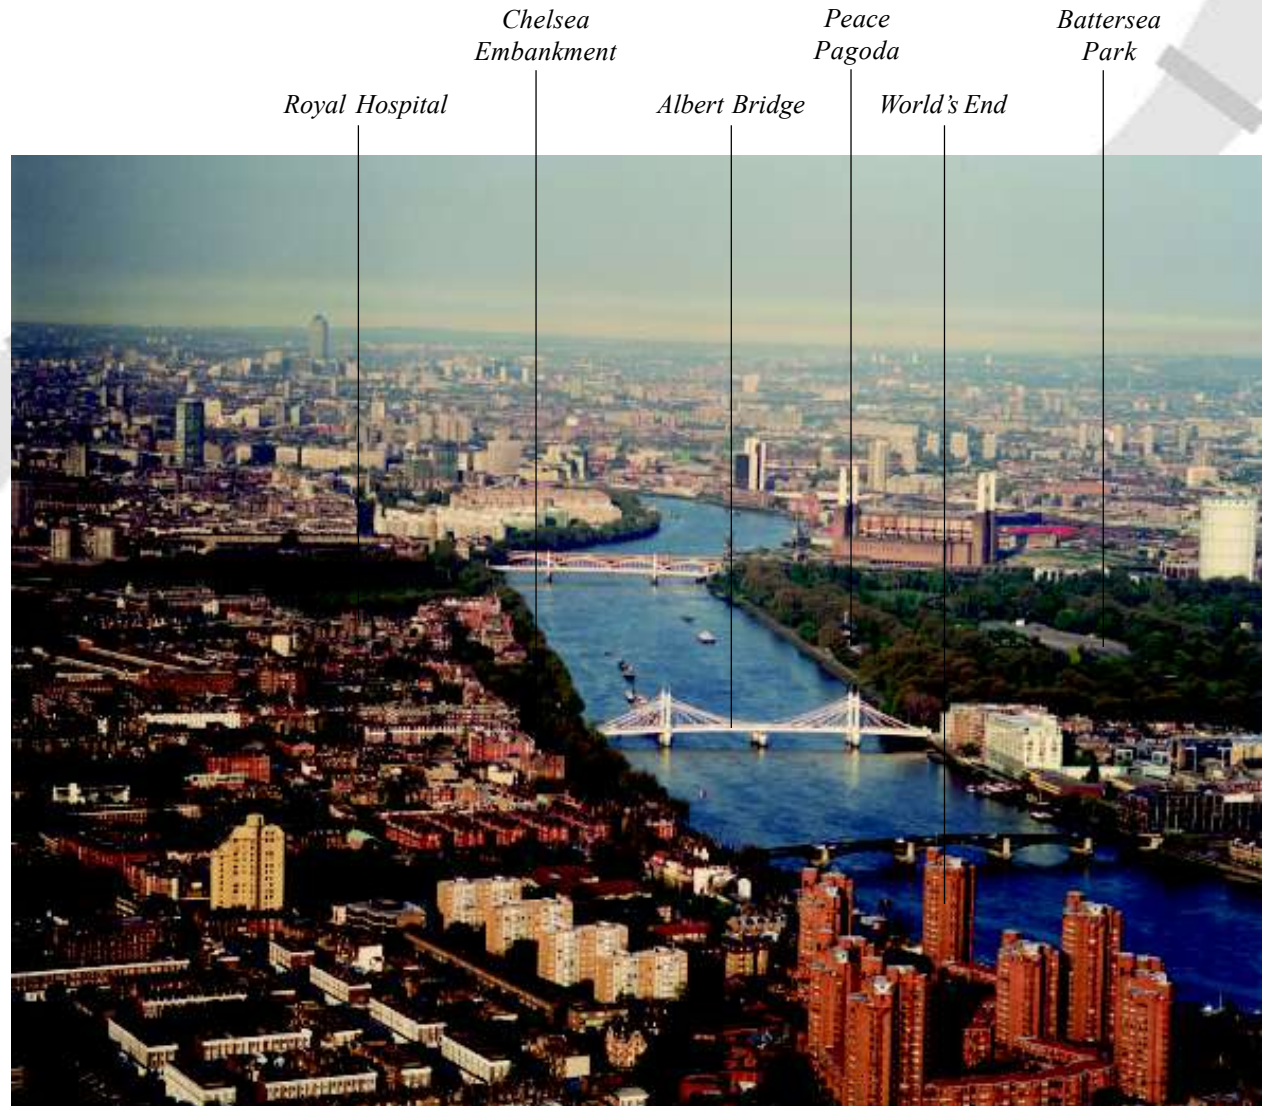 Chelsea
Embankment
Peace
Pagoda
Battersea
Park
Royal Hospital
Albert Bridge
World's End